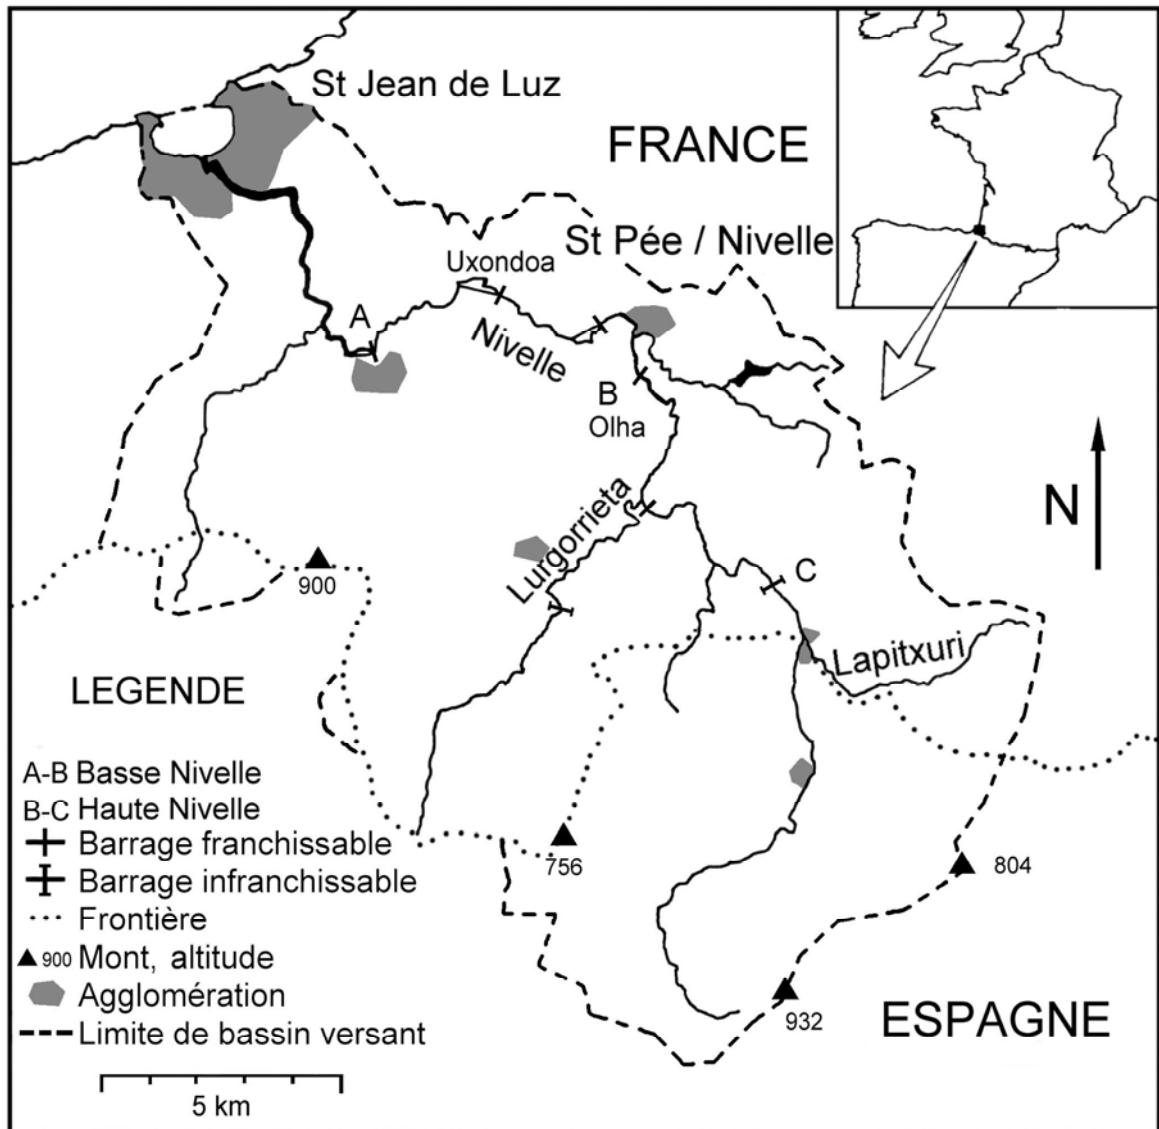 St Jean de Luz
FRANCE
St Pée / Nivelle
Uxondoa
A
Nivelle
B
Olha
N
Lurgorrieta
C
900
Lapitxuri
LEGENDE
A-B Basse Nivelle
B-C Haute Nivelle
Barrage franchissable
Barrage infranchissable
Frontière
900 Mont, altitude
Agglomération
Limite de bassin versant
5 km
756
804
932
ESPAGNE